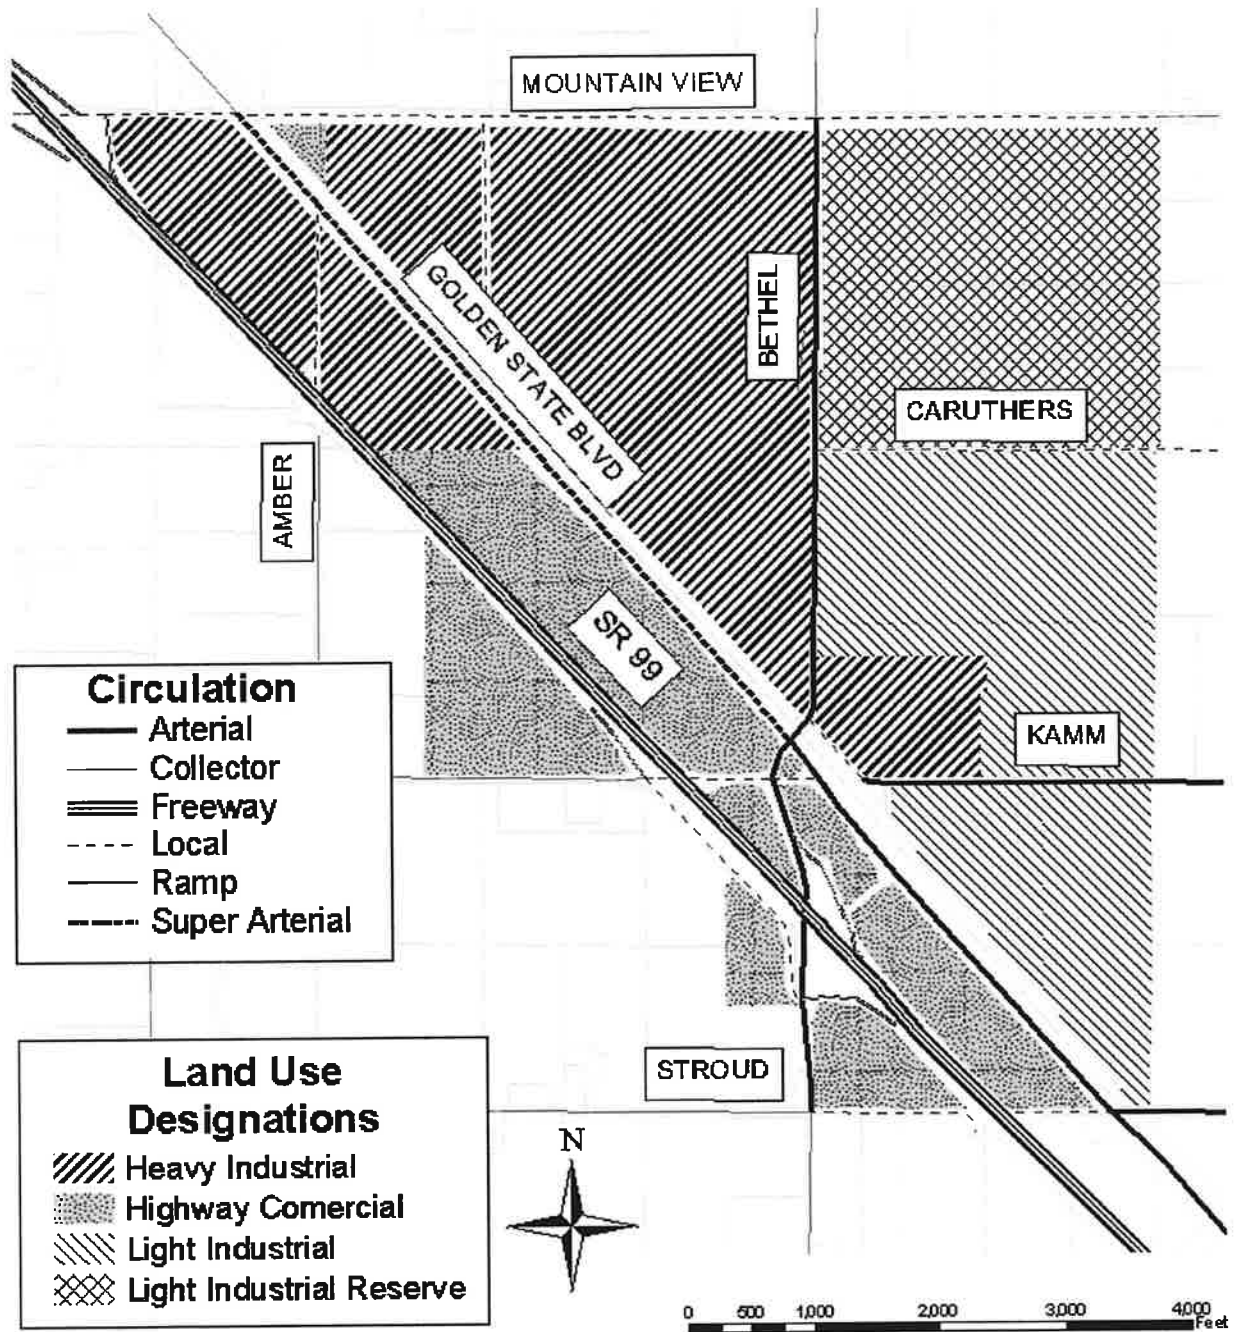 MOUNTAIN VIEW
BETHEL
GOLDEN STATE BLVD
CARUTHERS
AMBER
SR 99
KAMM
Circulation
Arterial
Collector
Freeway
Local
Ramp
Super Arterial
STROUD
Land Use
Designations
Heavy Industrial
Highway Comercial
Light Industrial
Light Industrial Reserve
N
0 500 1,000 2,000 3,000 4,000
Feet